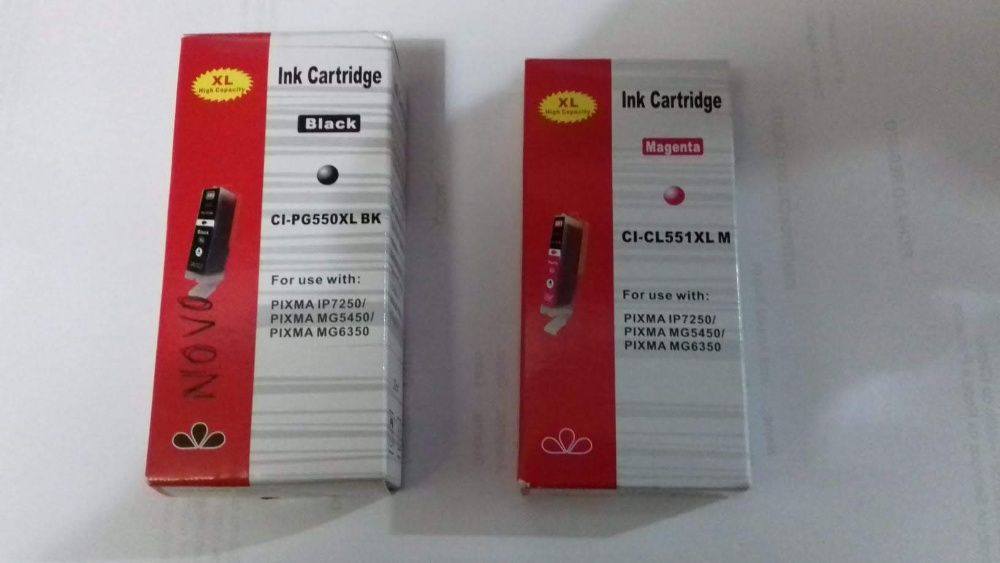 XL
High Capacity
Ink Cartridge
Black
CI-PG550XL BK
Black
For use with:
PIXMA IP7250/
PIXMA MG5450/
PIXMA MG6350
NOVO
XL
High Capacity
Ink Cartridge
Magenta
CI-CL551XL M
For use with:
PIXMA IP7250/
PIXMA MG5450/
PIXMA MG6350